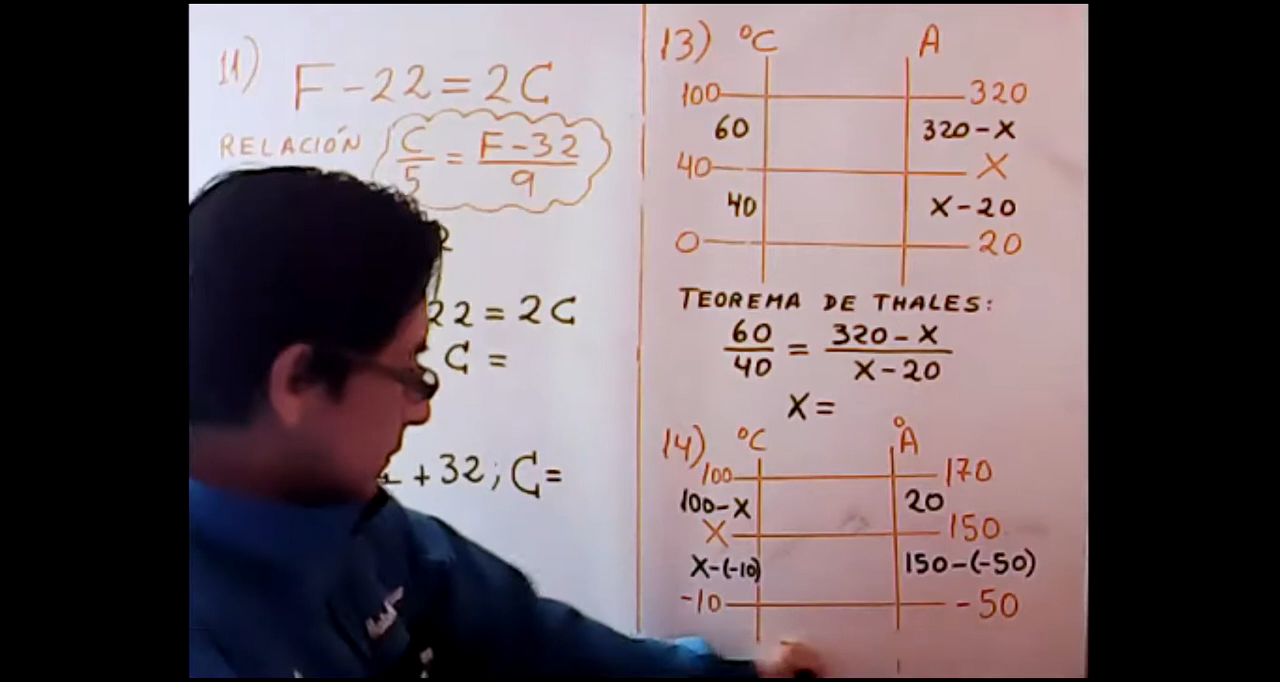 11)
F-22=2C
RELACIÓN C/5 = F-32/9
22=2C
C=
+32; C=
13) °C A
100 320
60 320-X
40 X
40 X-20
0 20
TEOREMA DE THALES:
60/40 = 320-X/X-20
X=
14) °C °A
100 170
100-X 20
X 150
X-(-10) 150-(-50)
-10 -50